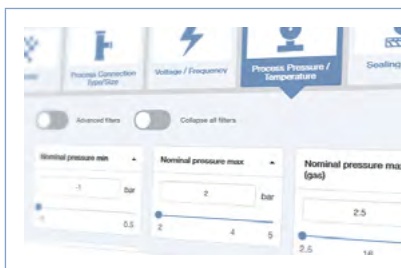 Process Connection
Type/Size
Voltage / Frequency
Process Pressure /
Temperature
Sealing
Advanced filters
Collapse all filters
Nominal pressure min
-1
bar
-1
0.5
Nominal pressure max
2
bar
2
4
5
Nominal pressure max
(gas)
2.5
2.5
16